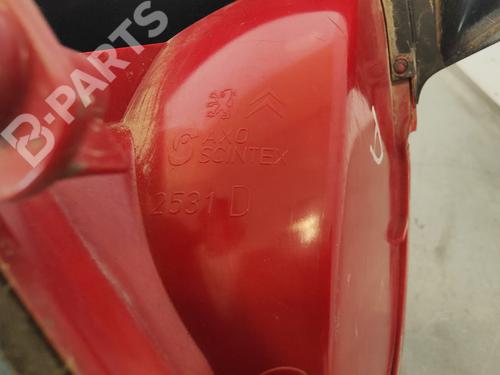 B-PARTS
AXO
SCINTEX
2531 D